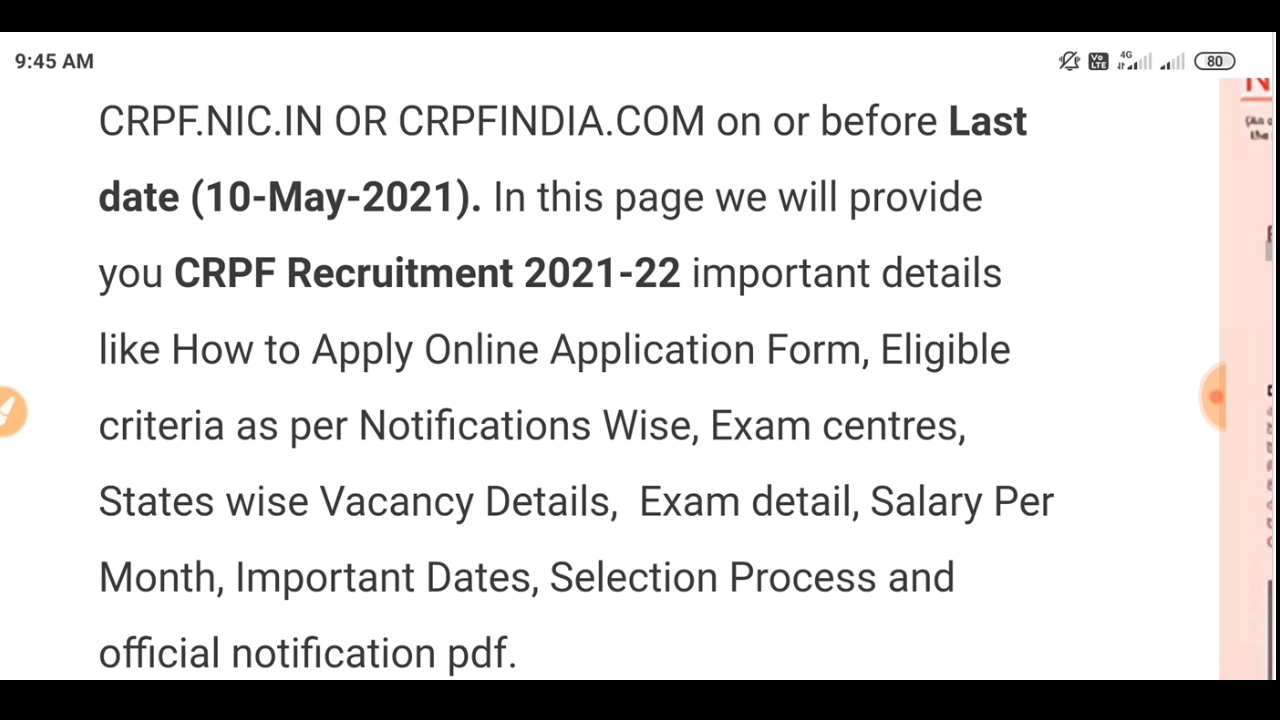 9:45 AM
Vo LTE 4G 80
CRPF.NIC.IN OR CRPFINDIA.COM on or before Last
date (10-May-2021). In this page we will provide
you CRPF Recruitment 2021-22 important details
like How to Apply Online Application Form, Eligible
criteria as per Notifications Wise, Exam centres,
States wise Vacancy Details, Exam detail, Salary Per
Month, Important Dates, Selection Process and
official notification pdf.